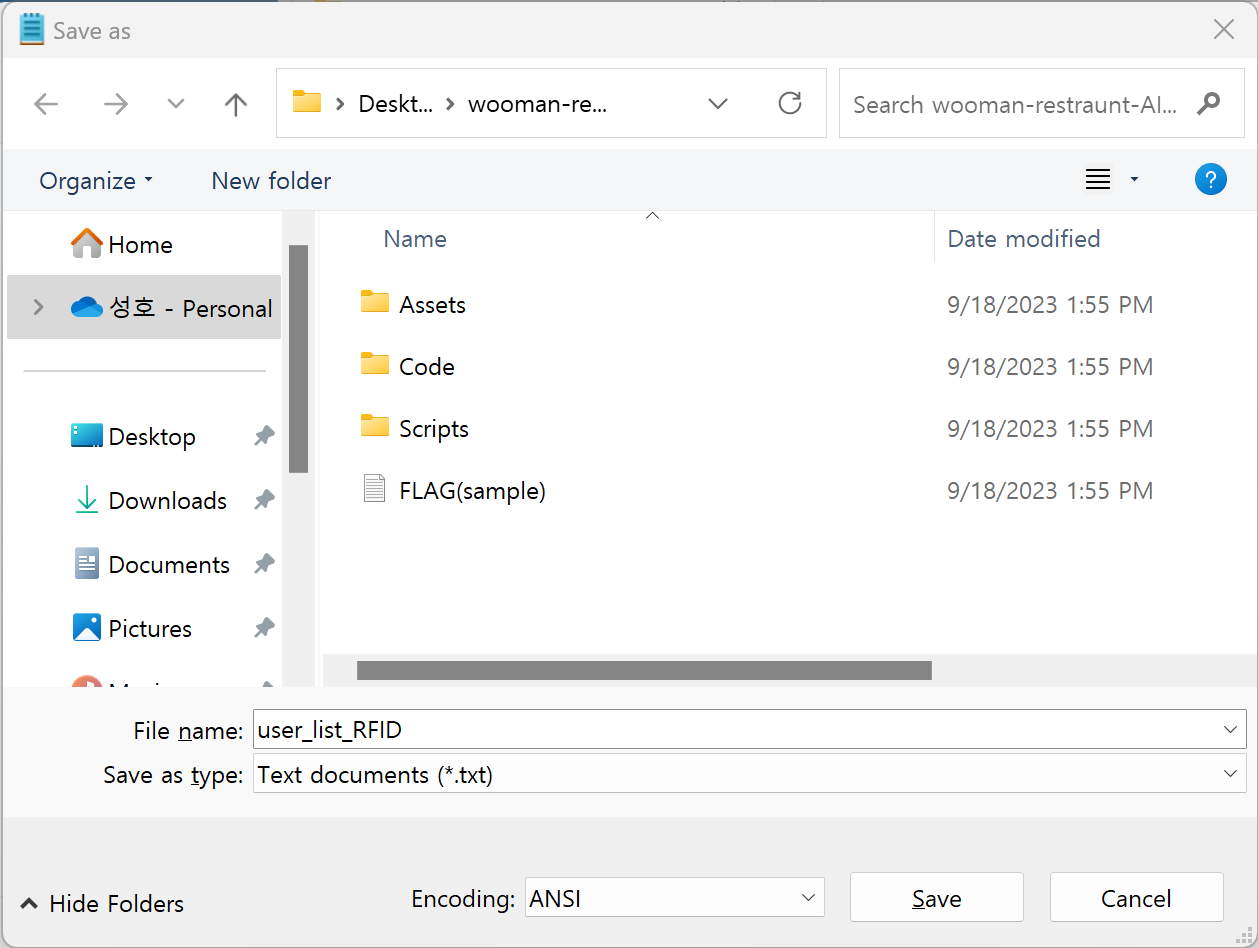 Save as
Deskt... wooman-re...
Search wooman-restraunt-AI...
Organize
New folder
?
Home
성호 - Personal
Desktop
Downloads
Documents
Pictures
Name Date modified
Assets 9/18/2023 1:55 PM
Code 9/18/2023 1:55 PM
Scripts 9/18/2023 1:55 PM
FLAG(sample) 9/18/2023 1:55 PM
File name: user_list_RFID
Save as type: Text documents (*.txt)
Hide Folders
Encoding: ANSI
Save
Cancel